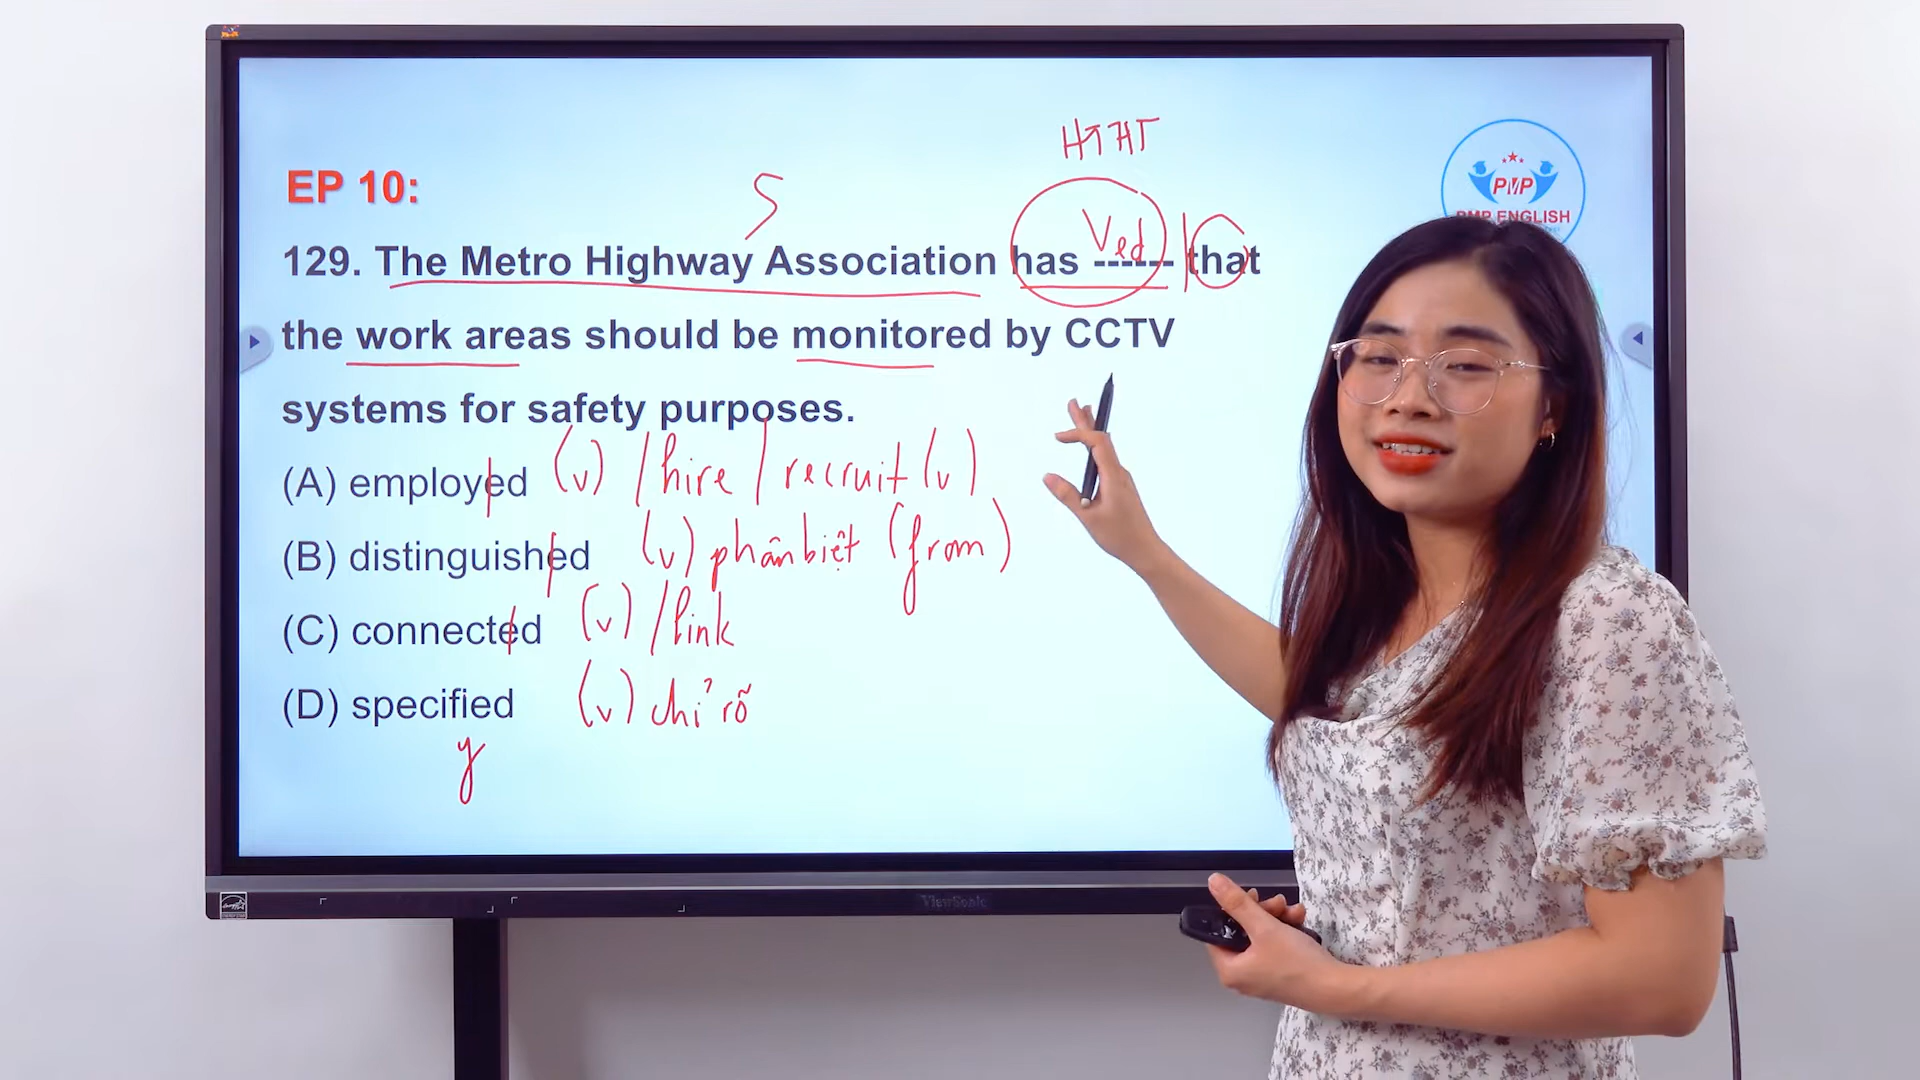 HTHT
EP 10:
S
PMP
PMP ENGLISH
Ved
129. The Metro Highway Association has ------ that
the work areas should be monitored by CCTV
systems for safety purposes.
(A) employed (v) / hire / recruit (v)
(B) distinguished (v) phân biệt (from)
(C) connected (v) / link
(D) specified (v) chỉ rõ
y
ViewSonic